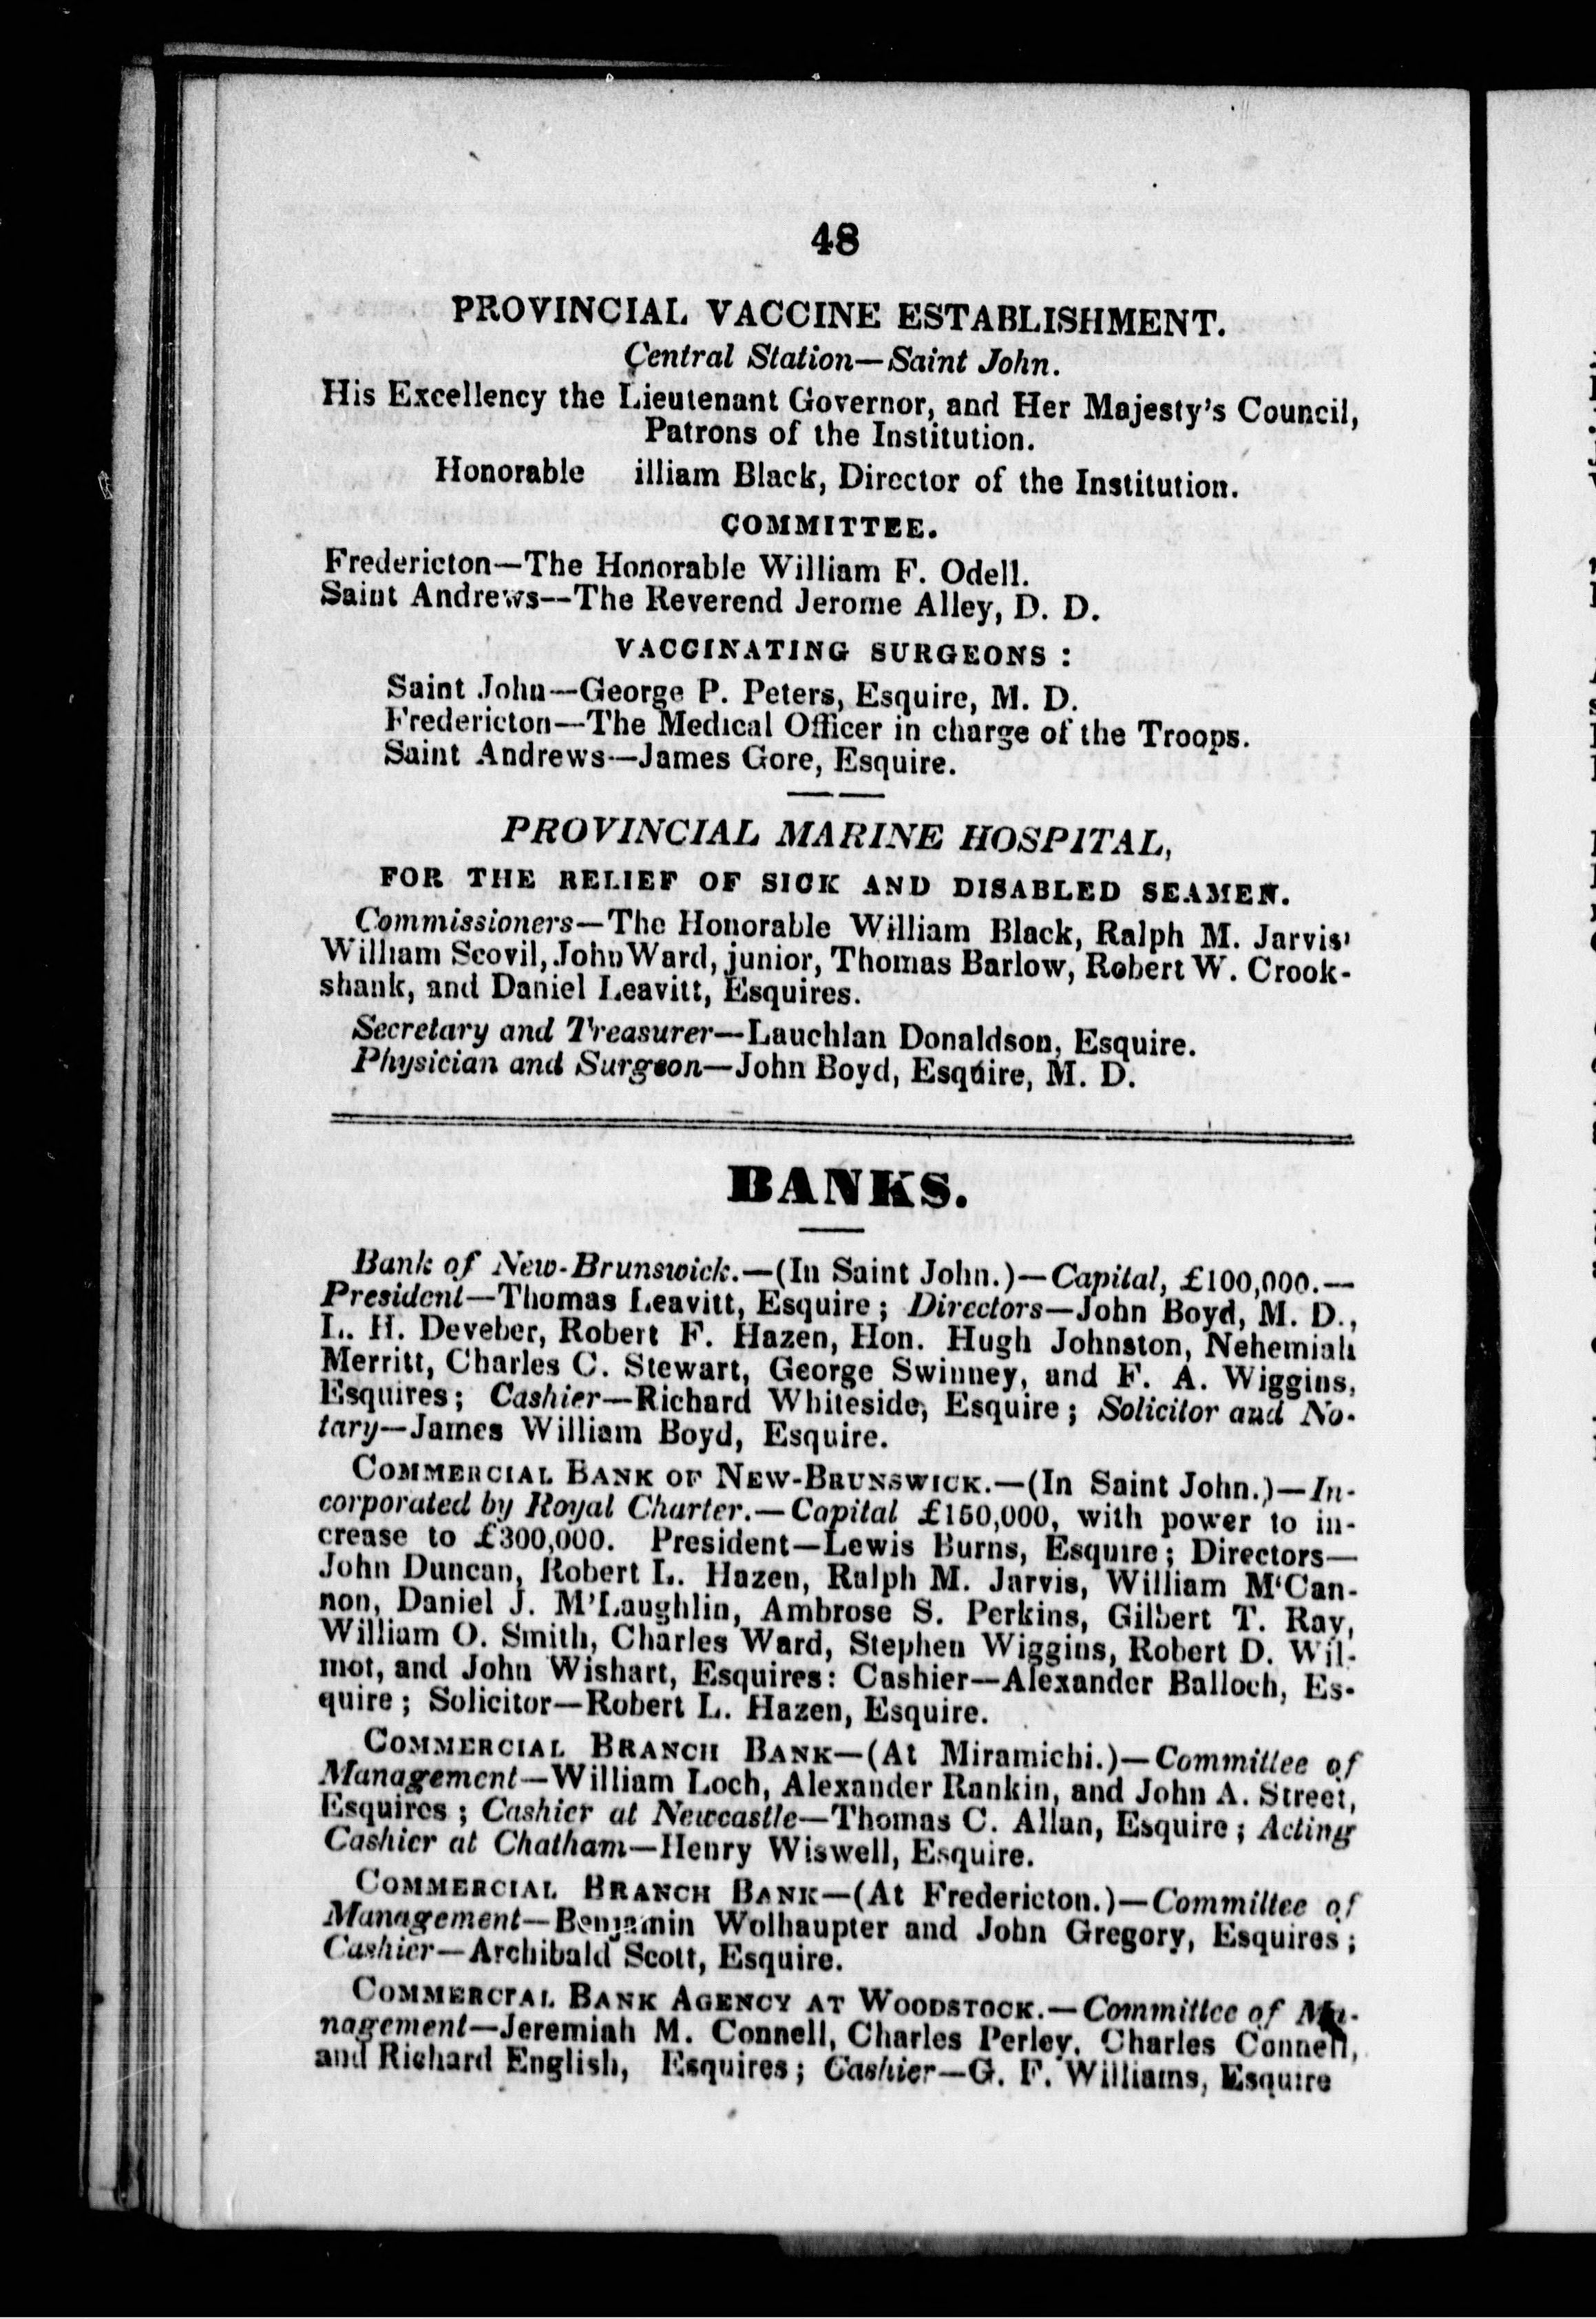 48
PROVINCIAL VACCINE ESTABLISHMENT.
Central Station—Saint John.
His Excellency the Lieutenant Governor, and Her Majesty's Council,
Patrons of the Institution.
Honorable illiam Black, Director of the Institution.
COMMITTEE.
Fredericton—The Honorable William F. Odell.
Saint Andrews--The Reverend Jerome Alley, D. D.
VACCINATING SURGEONS :
Saint John—George P. Peters, Esquire, M. D.
Fredericton—The Medical Officer in charge of the Troops.
Saint Andrews—James Gore, Esquire.
PROVINCIAL MARINE HOSPITAL,
FOR THE RELIEF OF SICK AND DISABLED SEAMEN.
Commissioners—The Honorable William Black, Ralph M. Jarvis'
William Scovil, John Ward, junior, Thomas Barlow, Robert W. Crook-
shank, and Daniel Leavitt, Esquires.
Secretary and Treasurer—Lauchlan Donaldson, Esquire.
Physician and Surgeon—John Boyd, Esquire, M. D.
BANKS.
Bank of New-Brunswick.—(In Saint John.)—Capital, £100,000.—
President—Thomas Leavitt, Esquire ; Directors—John Boyd, M. D.,
L. H. Deveber, Robert F. Hazen, Hon. Hugh Johnston, Nehemiah
Merritt, Charles C. Stewart, George Swinney, and F. A. Wiggins,
Esquires ; Cashier—Richard Whiteside, Esquire ; Solicitor and No-
tary—James William Boyd, Esquire.
COMMERCIAL BANK OF NEW-BRUNSWICK.—(In Saint John.)—In-
corporated by Royal Charter.—Capital £150,000, with power to in-
crease to £300,000. President—Lewis Burns, Esquire ; Directors—
John Duncan, Robert L. Hazen, Ralph M. Jarvis, William M'Can-
non, Daniel J. M'Laughlin, Ambrose S. Perkins, Gilbert T. Ray,
William O. Smith, Charles Ward, Stephen Wiggins, Robert D. Wil-
mot, and John Wishart, Esquires: Cashier—Alexander Balloch, Es-
quire ; Solicitor—Robert L. Hazen, Esquire.
COMMERCIAL BRANCH BANK—(At Miramichi.)—Committee of
Management—William Loch, Alexander Rankin, and John A. Street,
Esquires ; Cashier at Newcastle—Thomas C. Allan, Esquire ; Acting
Cashier at Chatham—Henry Wiswell, Esquire.
COMMERCIAL BRANCH BANK—(At Fredericton.)—Committee of
Management—Benjamin Wolhaupter and John Gregory, Esquires ;
Cashier—Archibald Scott, Esquire.
COMMERCIAL BANK AGENCY AT WOODSTOCK.—Committee of Ma-
nagement—Jeremiah M. Connell, Charles Perley, Charles Connell,
and Richard English, Esquires ; Cashier—G. F. Williams, Esquire